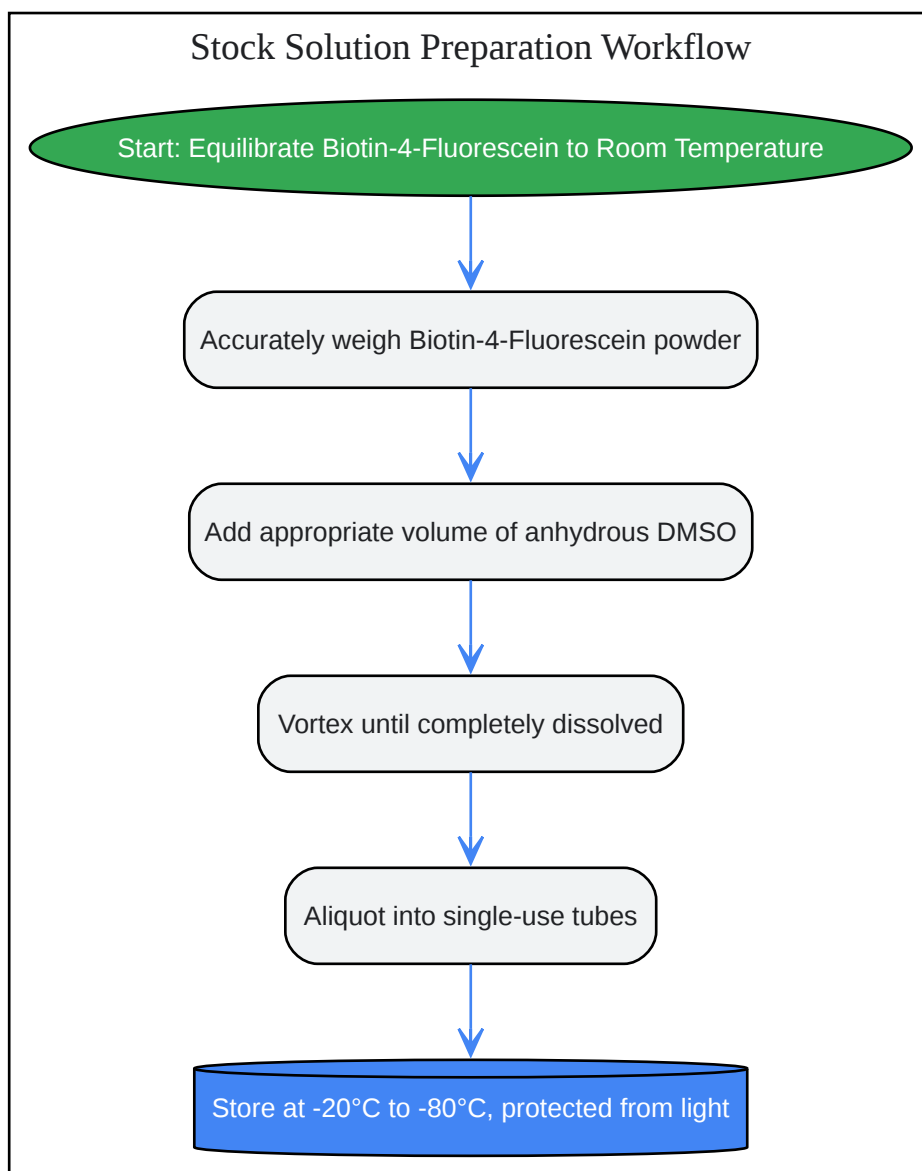 Stock Solution Preparation Workflow
Start: Equilibrate Biotin-4-Fluorescein to Room Temperature
Accurately weigh Biotin-4-Fluorescein powder
Add appropriate volume of anhydrous DMSO
Vortex until completely dissolved
Aliquot into single-use tubes
Store at -20°C to -80°C, protected from light